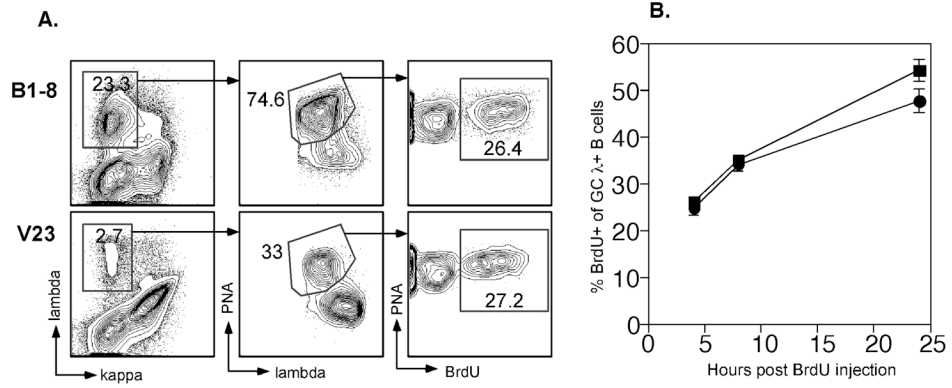 A.
B1-8
23.3
74.6
26.4
V23
2.7
33
27.2
lambda
kappa
PNA
lambda
PNA
BrdU
B.
% BrdU+ of GC λ+ B cells
60
50
40
30
20
10
0
0 5 10 15 20 25
Hours post BrdU injection